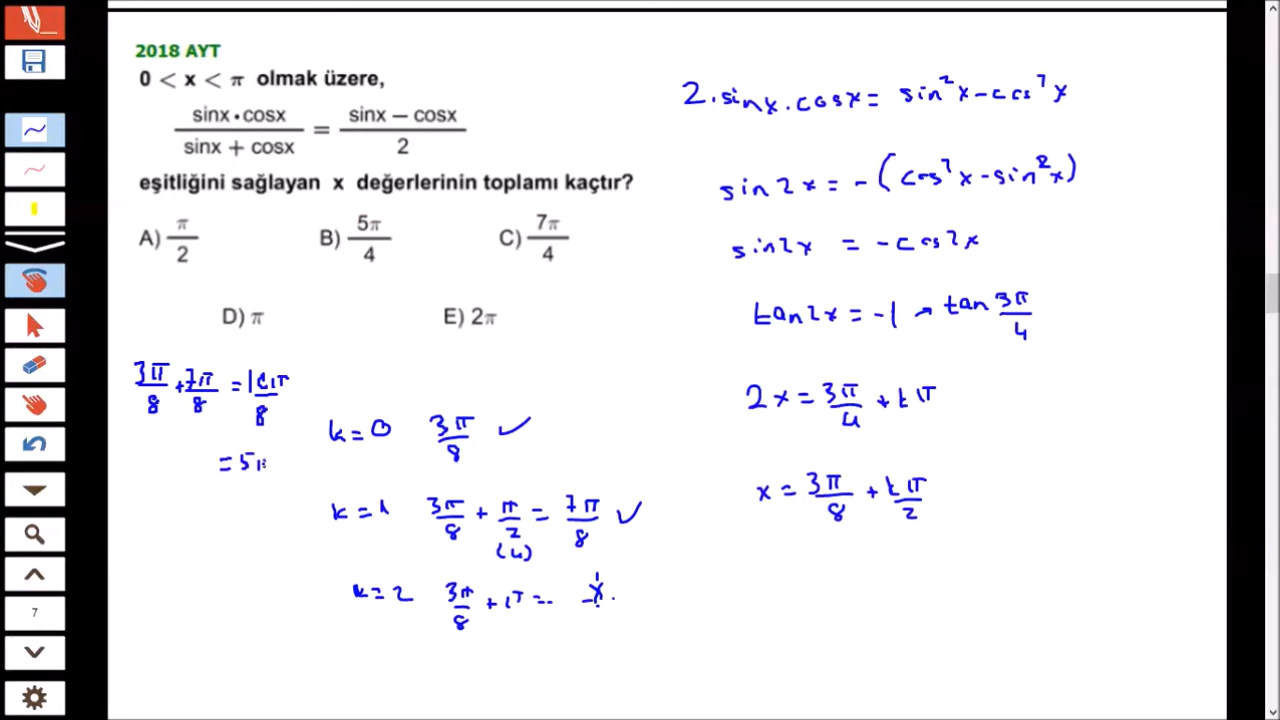 2018 AYT
0 < x < π olmak üzere,
sinx•cosx / sinx + cosx = sinx − cosx / 2
eşitliğini sağlayan x değerlerinin toplamı kaçtır?
A) π/2 B) 5π/4 C) 7π/4
D) π E) 2π
2.sinx.cosx = sin²x-cos²x
sin2x = -(cos²x-sin²x)
sin2x = -cos2x
tan2x = -1 → tan 3π/4
2x = 3π/4 + kπ
x = 3π/8 + kπ/2
k=0 3π/8 ✓
k=1 3π/8 + π/2 = 7π/8 ✓
(4)
k=2 3π/8 + π = ..
3π/8 + 7π/8 = 10π/8
= 5π
7